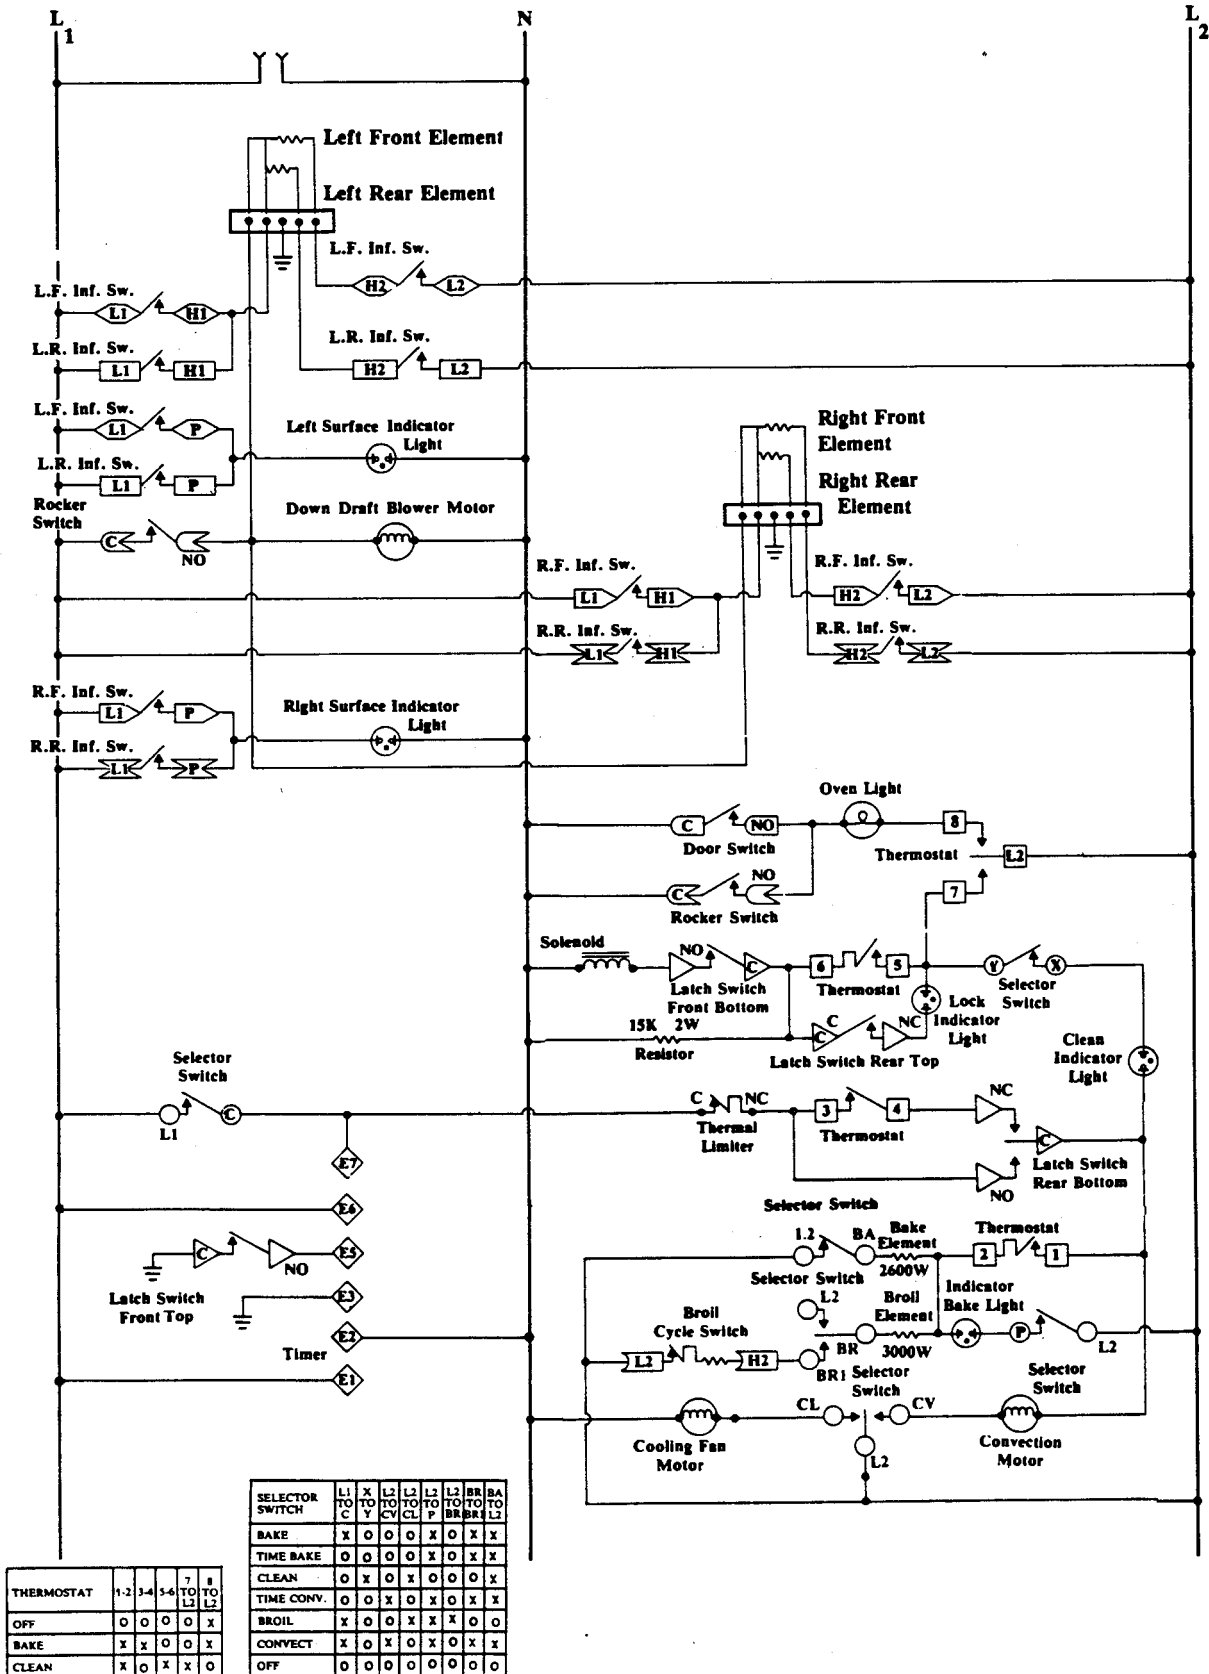 L1 N L2
Left Front Element
Left Rear Element
L.F. Inf. Sw.
H2 L2
L.F. Inf. Sw.
L1 H1
L.R. Inf. Sw.
H2 L2
L.R. Inf. Sw.
L1 H1
L.F. Inf. Sw.
L1 P
Left Surface Indicator
Light
L.R. Inf. Sw.
L1 P
Right Front
Element
Right Rear
Element
Rocker
Switch
C NO
Down Draft Blower Motor
R.F. Inf. Sw.
L1 H1
R.F. Inf. Sw.
H2 L2
R.R. Inf. Sw.
L1 H1
R.R. Inf. Sw.
H2 L2
R.F. Inf. Sw.
L1 P
Right Surface Indicator
Light
R.R. Inf. Sw.
L1 P
Oven Light
C NO 8
Door Switch
Thermostat L2
NO
C 7
Rocker Switch
Solenoid
NO C 6 5 Y X
Latch Switch
Front Bottom
Thermostat
Selector
Switch
Lock
Indicator
Light
15K 2W
Resistor
C
C NC
Latch Switch Rear Top
Clean
Indicator
Light
Selector
Switch
L1 C
C NC
Thermal
Limiter
3 4
Thermostat
NC
C
NO
Latch Switch
Rear Bottom
E7
E6
C NO E5
Latch Switch
Front Top
E3
E2
Timer
E1
Selector Switch
1.2 BA
Bake
Element
2600W
Thermostat
2 1
Selector Switch
L2
Broil
Element
3000W
Indicator
Bake Light
P L2
Broil
Cycle Switch
L2 H2
BR
BR1
Selector
Switch
Selector
Switch
CL CV
L2
Cooling Fan
Motor
Convection
Motor
SELECTOR SWITCH L1 TO C X TO Y L2 TO CV L2 TO CL L2 TO P L2 TO BR BR TO BR1 BA TO L2
BAKE X O O O X O X X
TIME BAKE O O O O X O X X
CLEAN O X O X O O O X
TIME CONV. O O X O X O X X
BROIL X O O X X X O O
CONVECT X O X O X O X X
OFF O O O O O O O O
THERMOSTAT 1-2 3-4 5-6 7 TO L2 8 TO L2
OFF O O O O X
BAKE X X O O X
CLEAN X O X X O